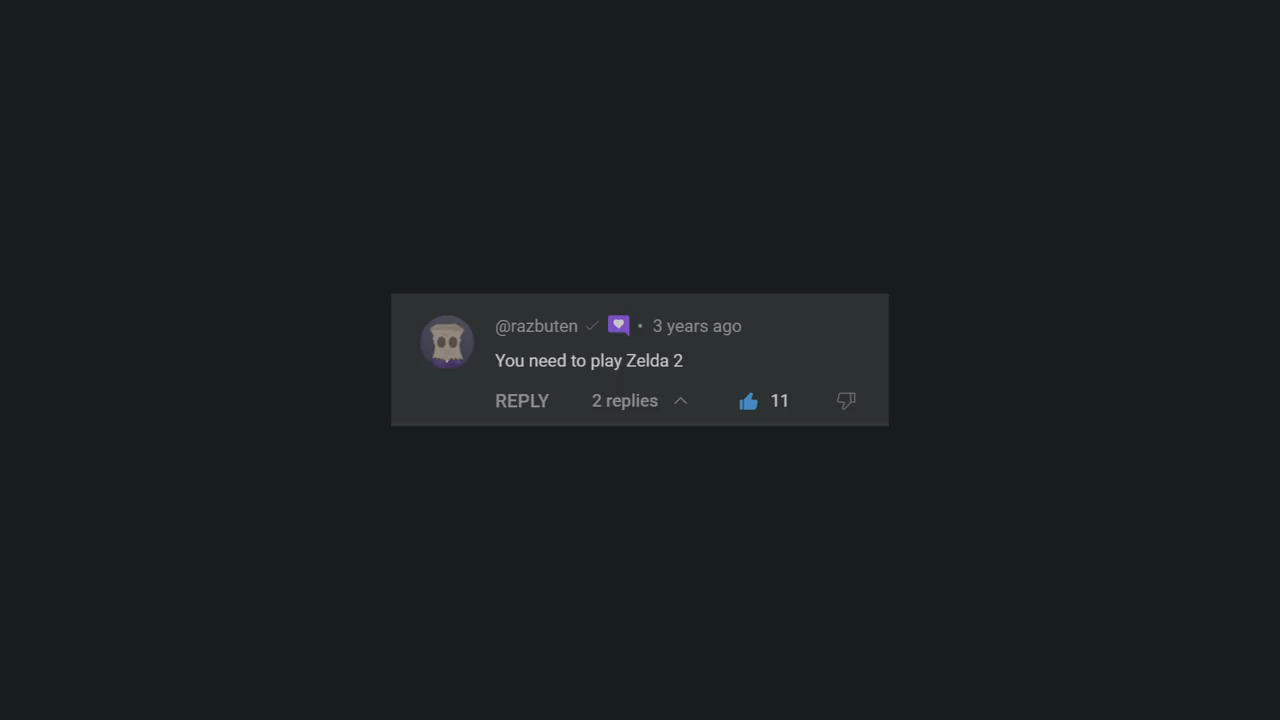 @razbuten • 3 years ago
You need to play Zelda 2
REPLY 2 replies 11